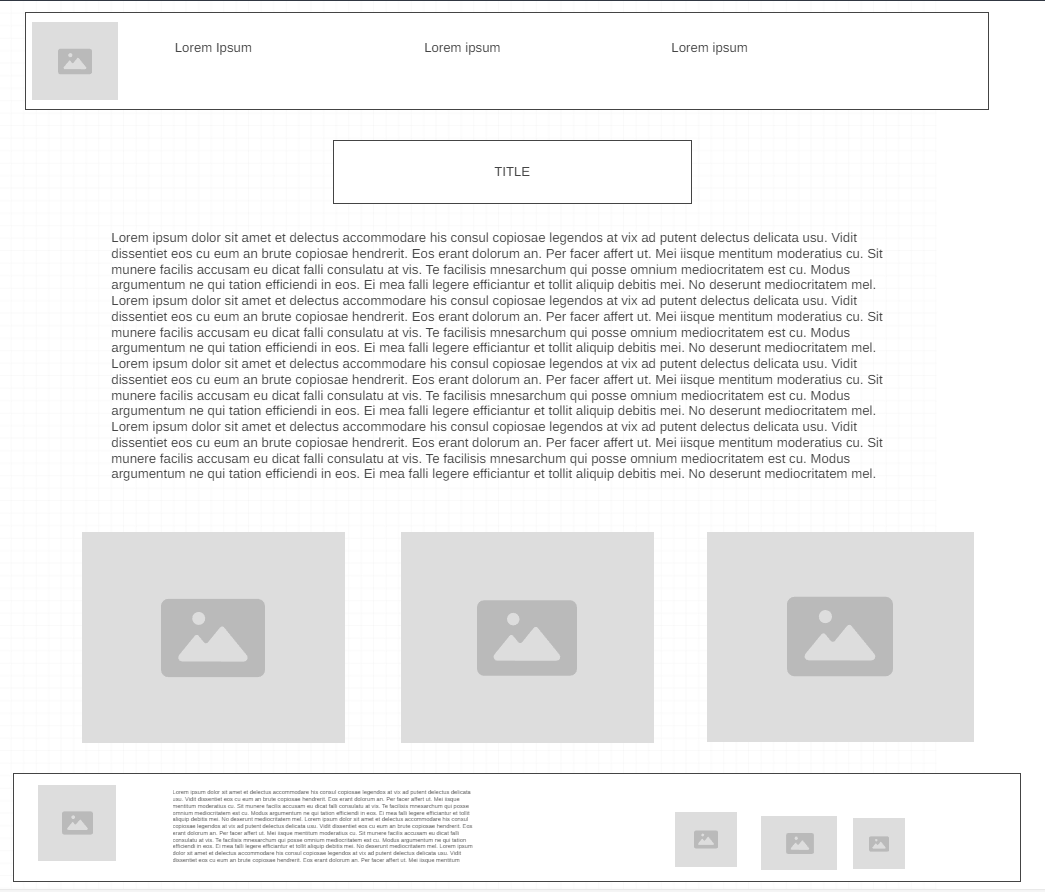 Lorem Ipsum
Lorem ipsum
Lorem ipsum
TITLE
Lorem ipsum dolor sit amet et delectus accommodare his consul copiosae legendos at vix ad putent delectus delicata usu. Vidit
dissentiet eos cu eum an brute copiosae hendrerit. Eos erant dolorum an. Per facer affert ut. Mei iisque mentitum moderatius cu. Sit
munere facilis accusam eu dicat falli consulatu at vis. Te facilisis mnesarchum qui posse omnium mediocritatem est cu. Modus
argumentum ne qui tation efficiendi in eos. Ei mea falli legere efficiantur et tollit aliquip debitis mei. No deserunt mediocritatem mel.
Lorem ipsum dolor sit amet et delectus accommodare his consul copiosae legendos at vix ad putent delectus delicata usu. Vidit
dissentiet eos cu eum an brute copiosae hendrerit. Eos erant dolorum an. Per facer affert ut. Mei iisque mentitum moderatius cu. Sit
munere facilis accusam eu dicat falli consulatu at vis. Te facilisis mnesarchum qui posse omnium mediocritatem est cu. Modus
argumentum ne qui tation efficiendi in eos. Ei mea falli legere efficiantur et tollit aliquip debitis mei. No deserunt mediocritatem mel.
Lorem ipsum dolor sit amet et delectus accommodare his consul copiosae legendos at vix ad putent delectus delicata usu. Vidit
dissentiet eos cu eum an brute copiosae hendrerit. Eos erant dolorum an. Per facer affert ut. Mei iisque mentitum moderatius cu. Sit
munere facilis accusam eu dicat falli consulatu at vis. Te facilisis mnesarchum qui posse omnium mediocritatem est cu. Modus
argumentum ne qui tation efficiendi in eos. Ei mea falli legere efficiantur et tollit aliquip debitis mei. No deserunt mediocritatem mel.
Lorem ipsum dolor sit amet et delectus accommodare his consul copiosae legendos at vix ad putent delectus delicata usu. Vidit
dissentiet eos cu eum an brute copiosae hendrerit. Eos erant dolorum an. Per facer affert ut. Mei iisque mentitum moderatius cu. Sit
munere facilis accusam eu dicat falli consulatu at vis. Te facilisis mnesarchum qui posse omnium mediocritatem est cu. Modus
argumentum ne qui tation efficiendi in eos. Ei mea falli legere efficiantur et tollit aliquip debitis mei. No deserunt mediocritatem mel.
Lorem ipsum dolor sit amet et delectus accommodare his consul copiosae legendos at vix ad putent delectus delicata
usu. Vidit dissentiet eos cu eum an brute copiosae hendrerit. Eos erant dolorum an. Per facer affert ut. Mei iisque
mentitum moderatius cu. Sit munere facilis accusam eu dicat falli consulatu at vis. Te facilisis mnesarchum qui posse
omnium mediocritatem est cu. Modus argumentum ne qui tation efficiendi in eos. Ei mea falli legere efficiantur et tollit
aliquip debitis mei. No deserunt mediocritatem mel. Lorem ipsum dolor sit amet et delectus accommodare his consul
copiosae legendos at vix ad putent delectus delicata usu. Vidit dissentiet eos cu eum an brute copiosae hendrerit. Eos
erant dolorum an. Per facer affert ut. Mei iisque mentitum moderatius cu. Sit munere facilis accusam eu dicat falli
consulatu at vis. Te facilisis mnesarchum qui posse omnium mediocritatem est cu. Modus argumentum ne qui tation
efficiendi in eos. Ei mea falli legere efficiantur et tollit aliquip debitis mei. No deserunt mediocritatem mel. Lorem ipsum
dolor sit amet et delectus accommodare his consul copiosae legendos at vix ad putent delectus delicata usu. Vidit
dissentiet eos cu eum an brute copiosae hendrerit. Eos erant dolorum an. Per facer affert ut. Mei iisque mentitum